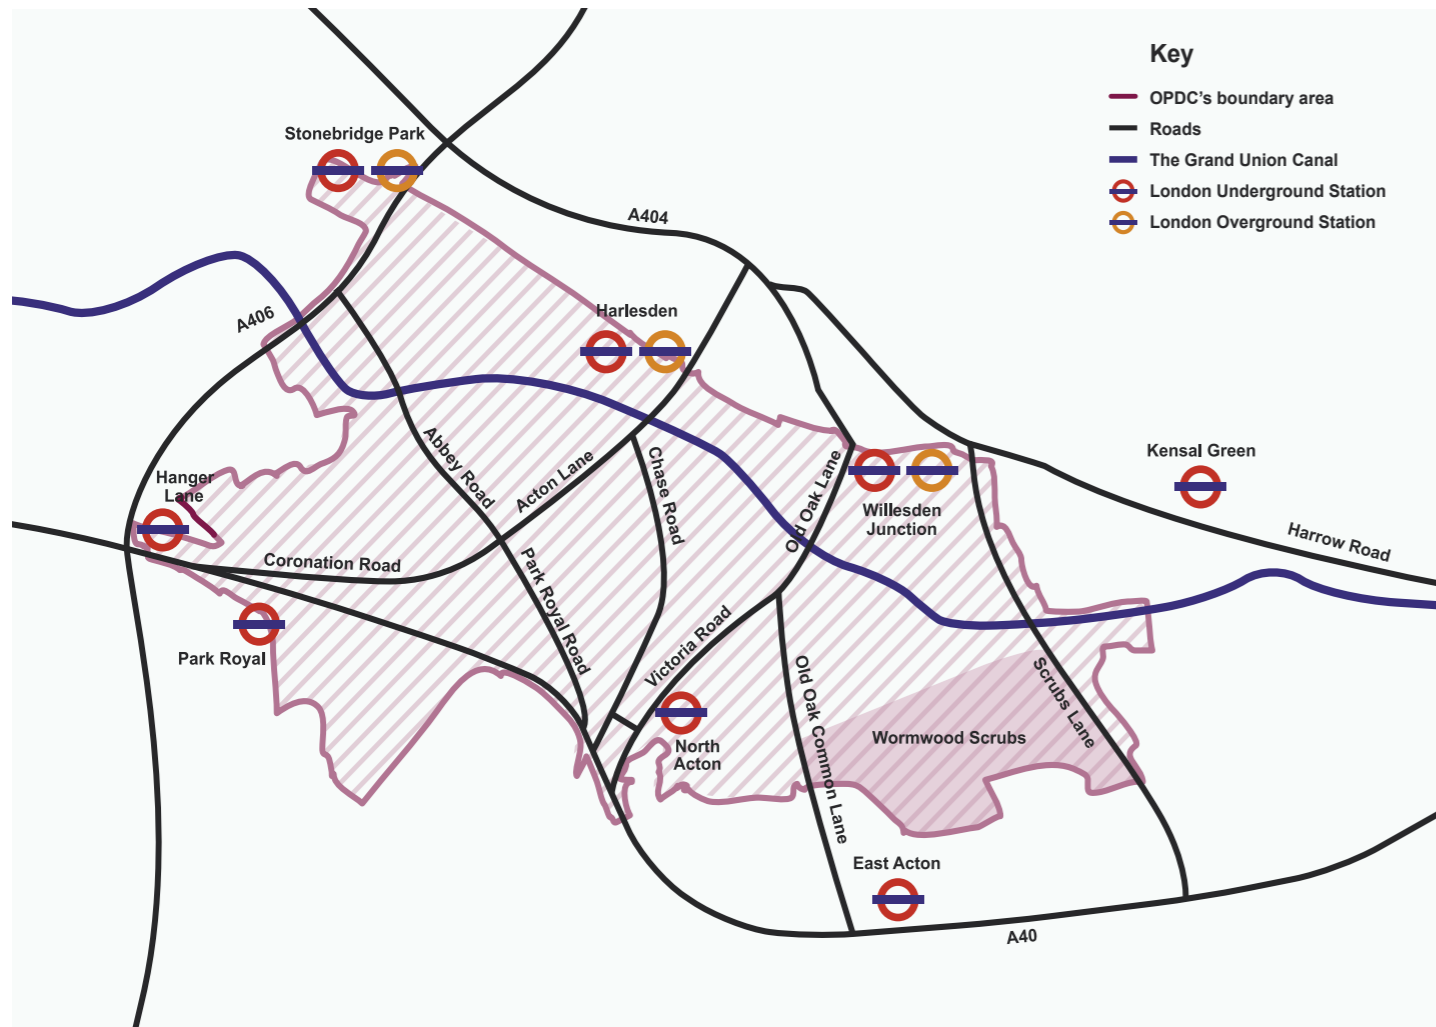 Key
OPDC's boundary area
Roads
The Grand Union Canal
London Underground Station
London Overground Station
Stonebridge Park
A404
A406
Harlesden
Abbey Road
Acton Lane
Chase Road
Old Oak Lane
Willesden
Junction
Kensal Green
Harrow Road
Hanger
Lane
Coronation Road
Park Royal Road
Park Royal
Victoria Road
North
Acton
Old Oak Common Lane
Wormwood Scrubs
Scrubs Lane
East Acton
A40